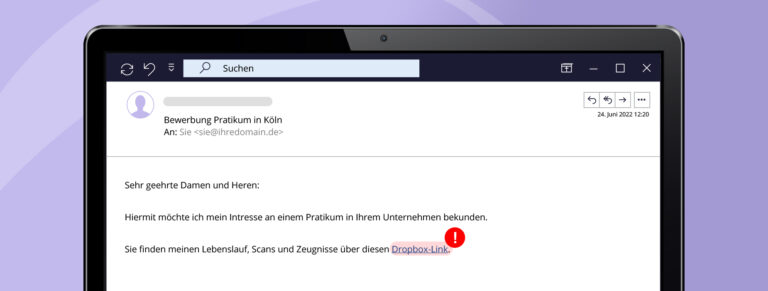 Suchen
Bewerbung Pratikum in Köln
An: Sie <sie@ihredomain.de>
24. Juni 2022 12:20
Sehr geehrte Damen und Heren:
Hiermit möchte ich mein Intresse an einem Pratikum in Ihrem Unternehmen bekunden.
Sie finden meinen Lebenslauf, Scans und Zeugnisse über diesen Dropbox-Link.
!